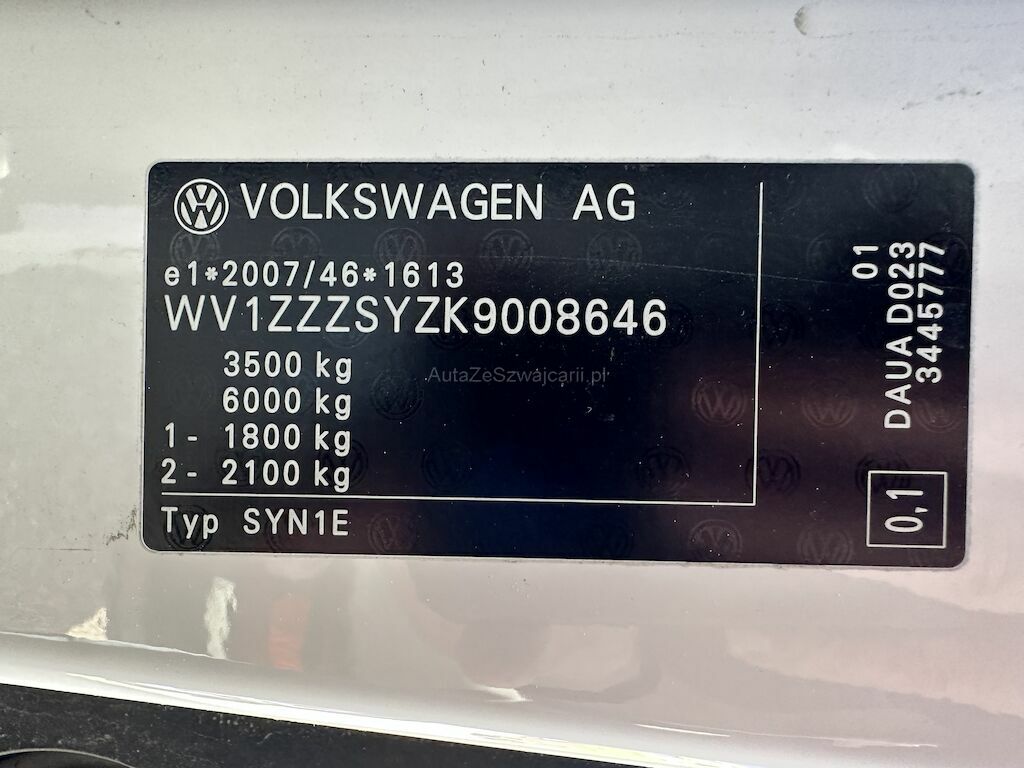 VOLKSWAGEN AG
e1*2007/46*1613
WV1ZZZSYZK9008646
3500 kg
6000 kg
1- 1800 kg
2- 2100 kg
Typ SYN1E
01
DAUA D023
3445777
0,1
AutaZeSzwajcarii.pl